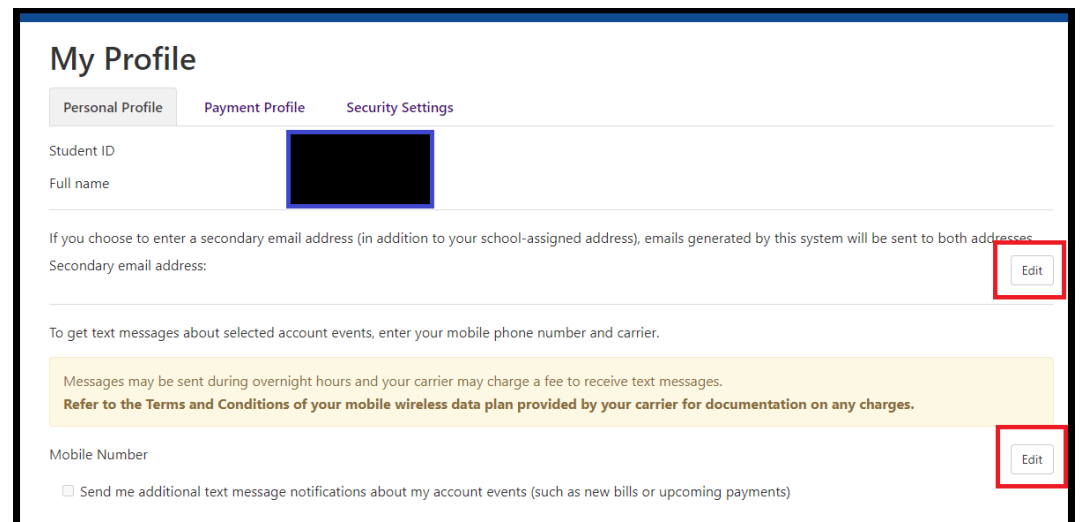 My Profile
Personal Profile Payment Profile Security Settings
Student ID
Full name
If you choose to enter a secondary email address (in addition to your school-assigned address), emails generated by this system will be sent to both addresses.
Secondary email address:
Edit
To get text messages about selected account events, enter your mobile phone number and carrier.
Messages may be sent during overnight hours and your carrier may charge a fee to receive text messages.
Refer to the Terms and Conditions of your mobile wireless data plan provided by your carrier for documentation on any charges.
Mobile Number
Edit
Send me additional text message notifications about my account events (such as new bills or upcoming payments)